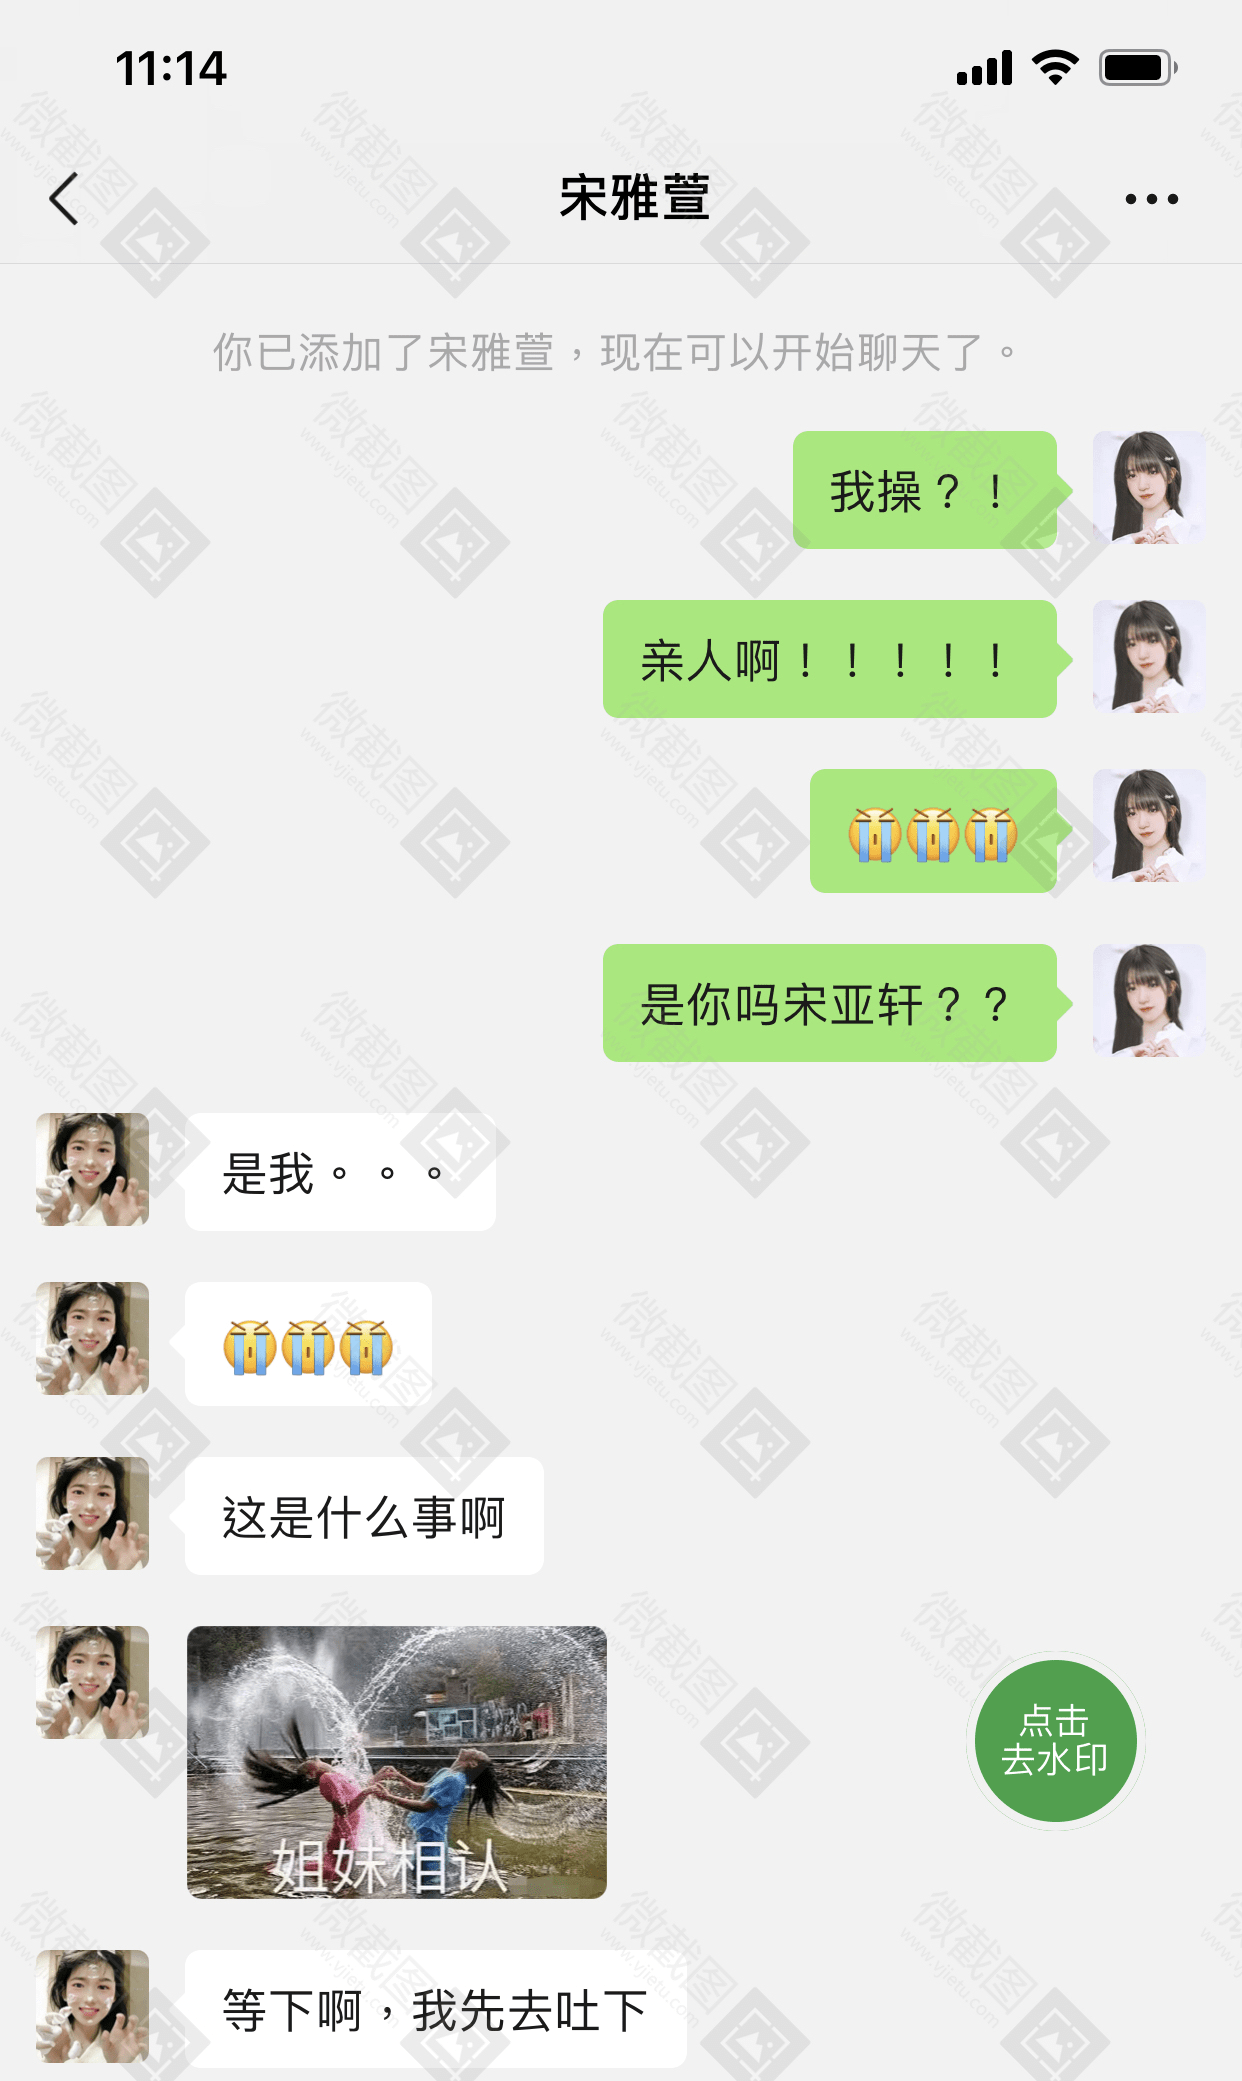 11:14
宋雅萱
你已添加了宋雅萱，现在可以开始聊天了。
我操？！
亲人啊！！！！！
😭😭😭
是你吗宋亚轩？？
是我。。。
😭😭😭
这是什么事啊
姐妹相认
点击
去水印
等下啊，我先去吐下
微截图
www.vjietu.com